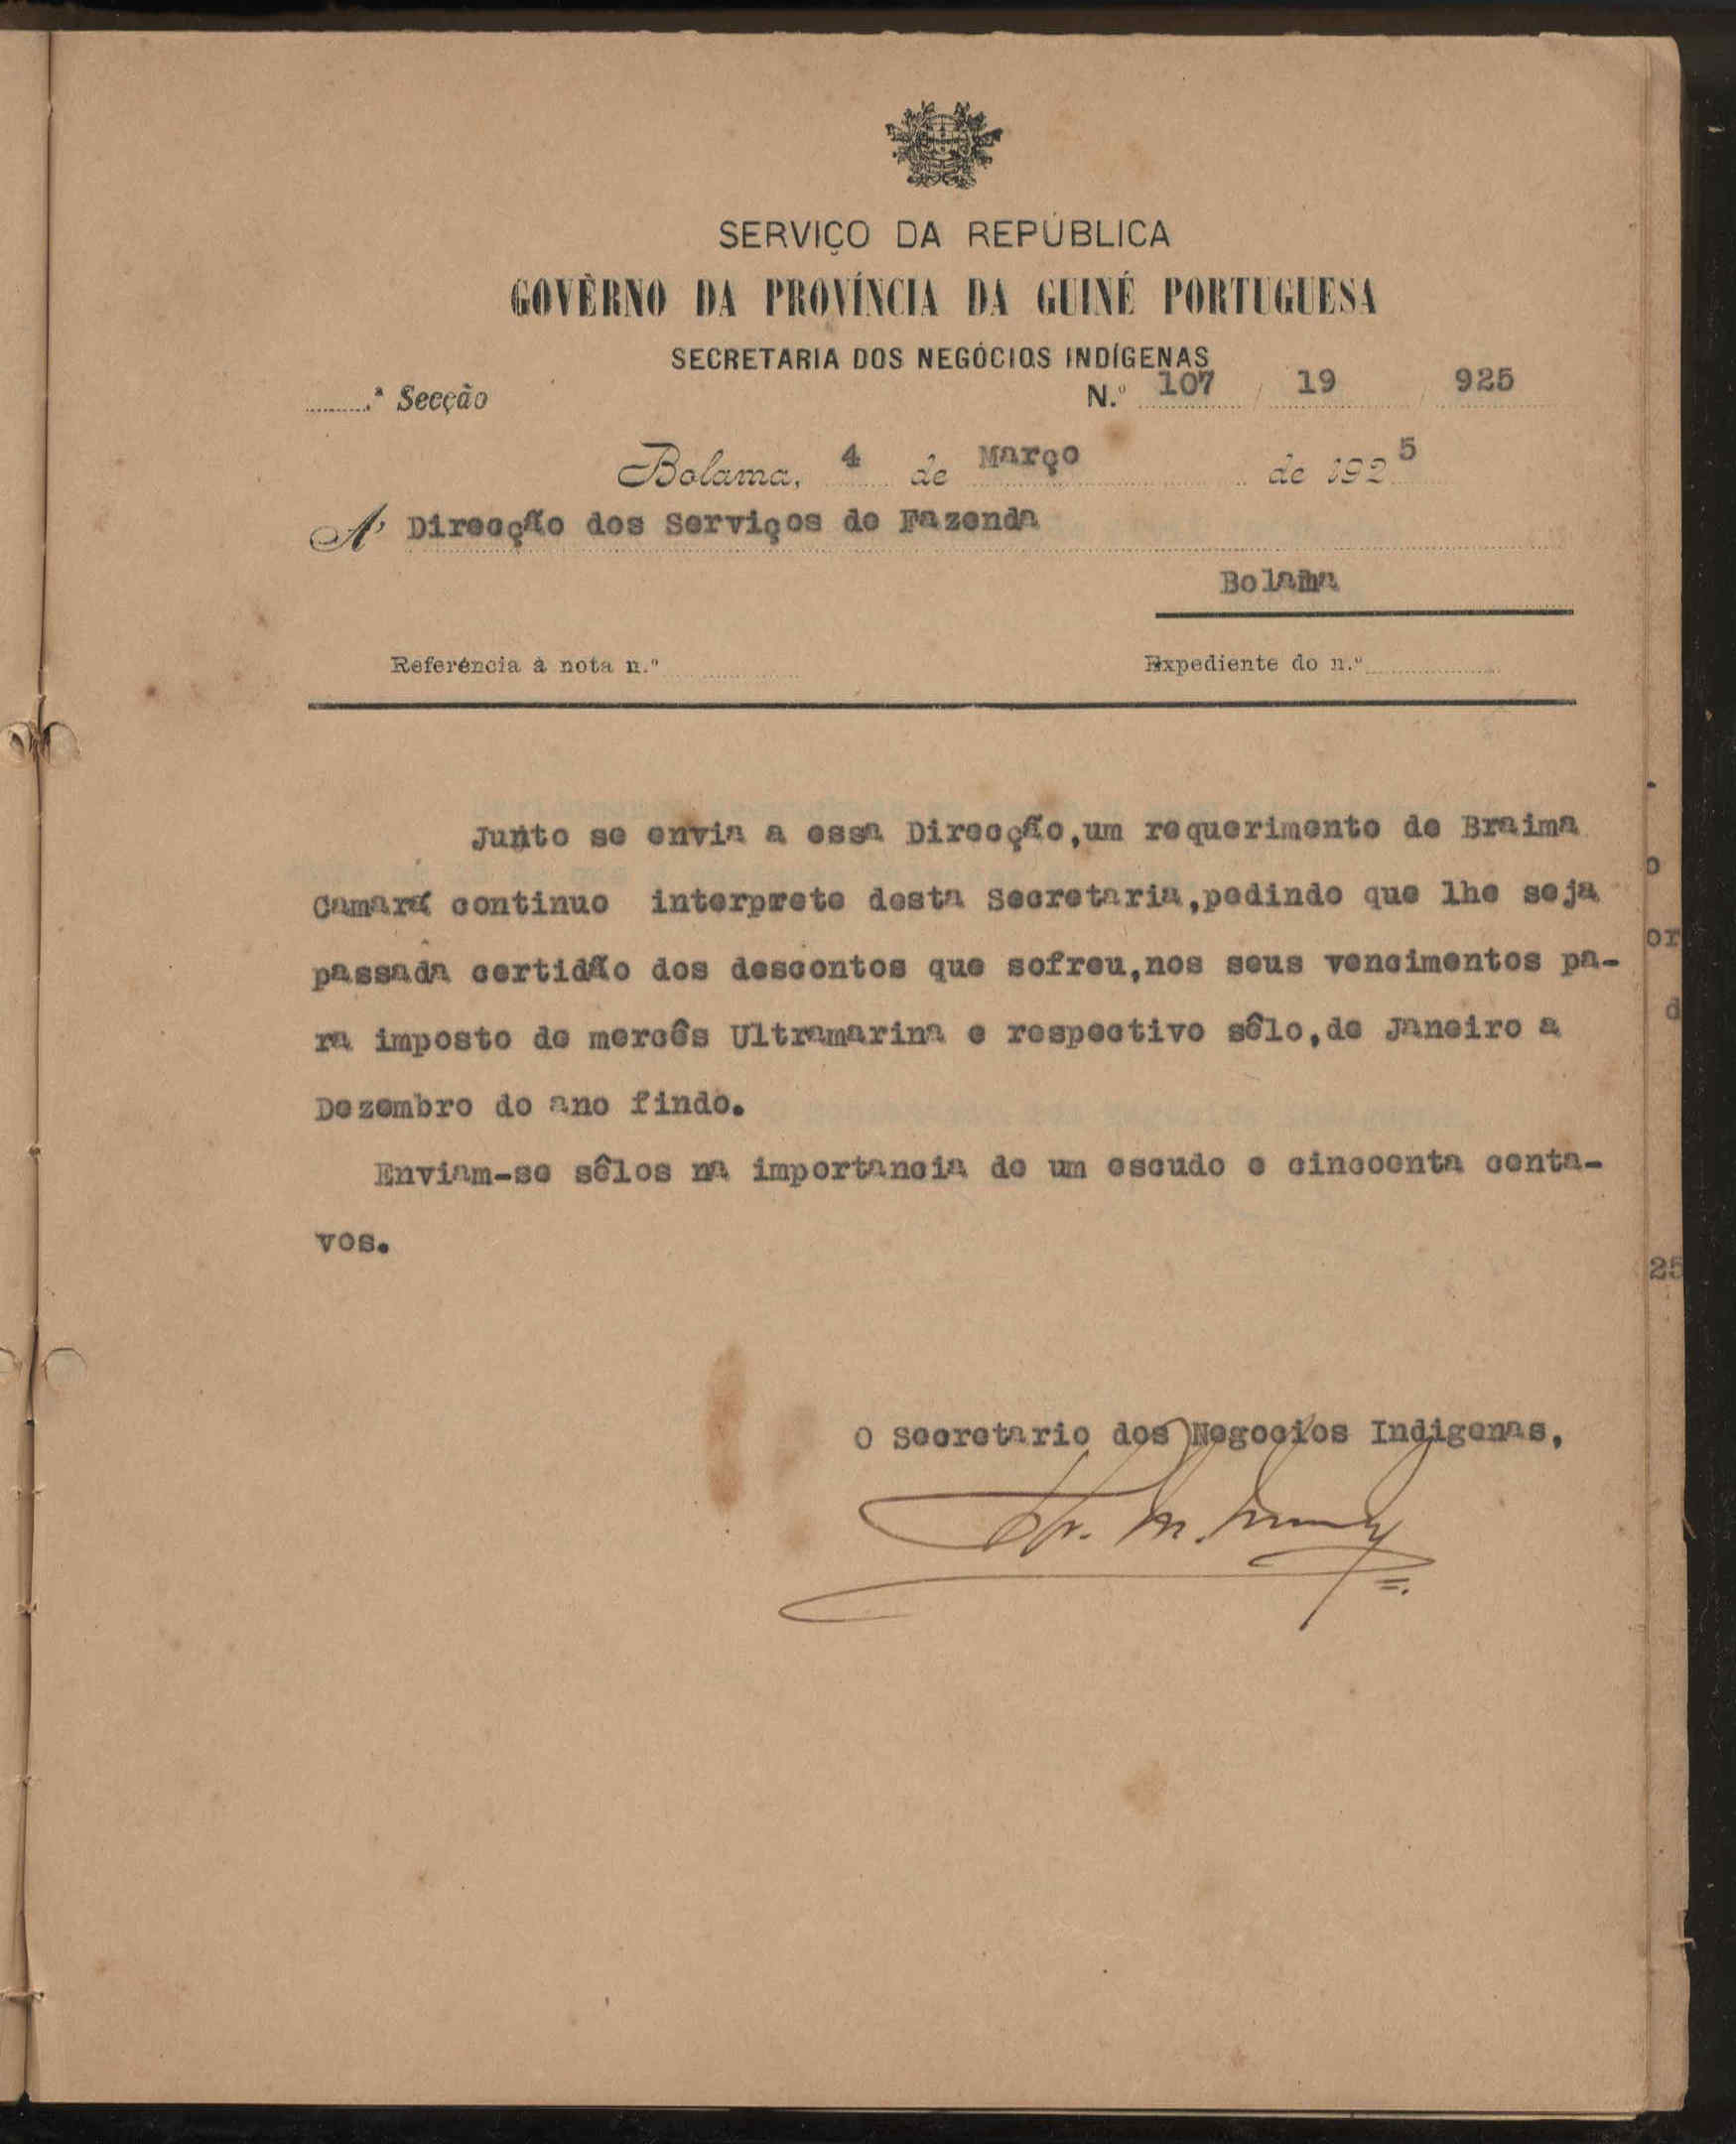 SERVIÇO DA REPÚBLICA
GOVÊRNO DA PROVÍNCIA DA GUINÉ PORTUGUESA
SECRETARIA DOS NEGÓCIOS INDÍGENAS
.ª Secção N.º 107 / 19 / 925
Bolama, 4 de Março de 1925
A' Direcção dos Serviços de Fazenda
Bolama
Referência à nota n.º Expediente do n.º
Junto se envia a essa Direcção,um requerimento de Braima
Camará continuo interprete desta Secretaria,pedindo que lhe seja
passada certidão dos descontos que sofreu,nos seus vencimentos pa-
ra imposto de mercês Ultramarina e respectivo sêlo,de Janeiro a
Dezembro do ano findo.
Enviam-se sêlos na importancia de um escudo e cincoenta centa-
vos.
O Secretario dos Negocios Indigenas,